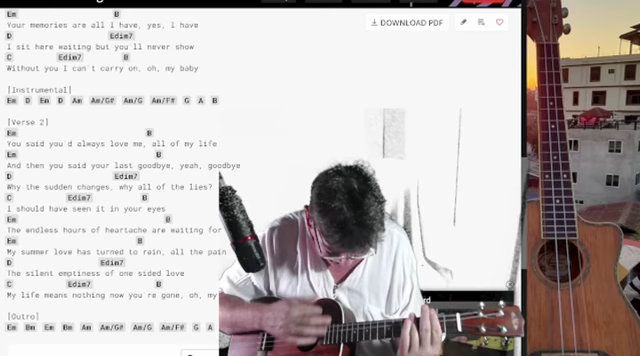 Em B
Your memories are all I have, yes, I have
D Edim7
I sit here waiting but you'll never show
C Edim7 B
Without you I can't carry on, oh, my baby
[Instrumental]
Em D Em D Am Am/G# Am/G Am/F# G A B
[Verse 2]
Em B
You said you'd always love me, all of my life
Em B
And then you said your last goodbye, yeah, goodbye
D Edim7
Why the sudden changes, why all of the lies?
C Edim7 B
I should have seen it in your eyes
Em B
The endless hours of heartache are waiting for
Em B
My summer love has turned to rain, all the pain
D Edim7
The silent emptiness of one sided love
C Edim7 B
My life means nothing now you're gone, oh, my
[Outro]
Em Bm Em Bm Am Am/G# Am/G Am/F# G A
DOWNLOAD PDF